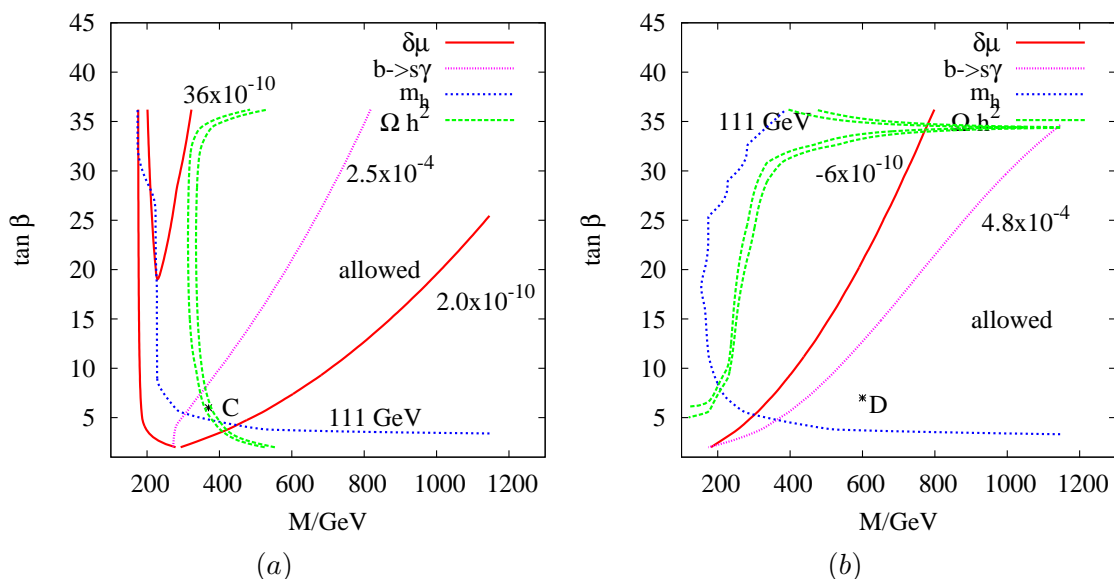 45
40
35
30
25
20
15
10
5
200 400 600 800 1000 1200
tan β
M/GeV
δμ
b->sγ
m_h
Ω h^2
36x10^-10
2.5x10^-4
allowed
2.0x10^-10
* C
111 GeV
(a)
45
40
35
30
25
20
15
10
5
200 400 600 800 1000 1200
tan β
M/GeV
δμ
b->sγ
m_h
Ω h^2
111 GeV
-6x10^-10
4.8x10^-4
allowed
*D
(b)